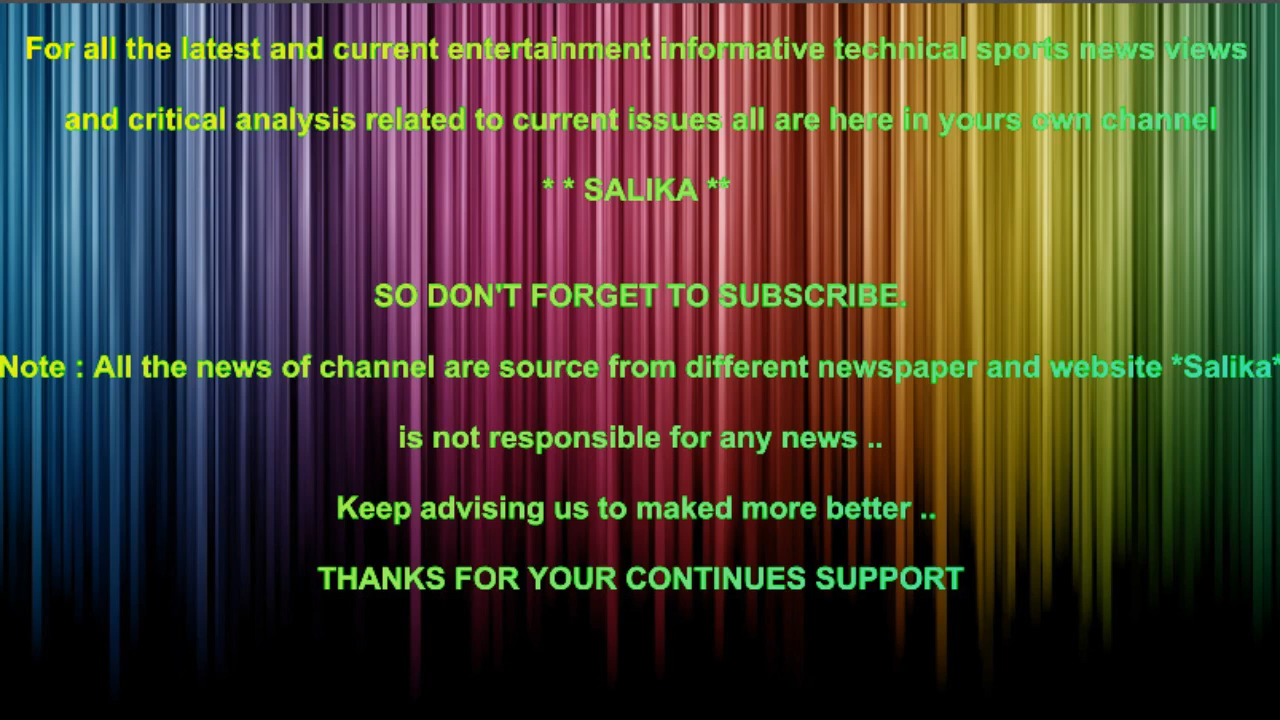 For all the latest and current entertainment informative technical sports news views
and critical analysis related to current issues all are here in yours own channel
* * SALIKA **
SO DON'T FORGET TO SUBSCRIBE.
Note : All the news of channel are source from different newspaper and website *Salika*
is not responsible for any news ..
Keep advising us to maked more better ..
THANKS FOR YOUR CONTINUES SUPPORT